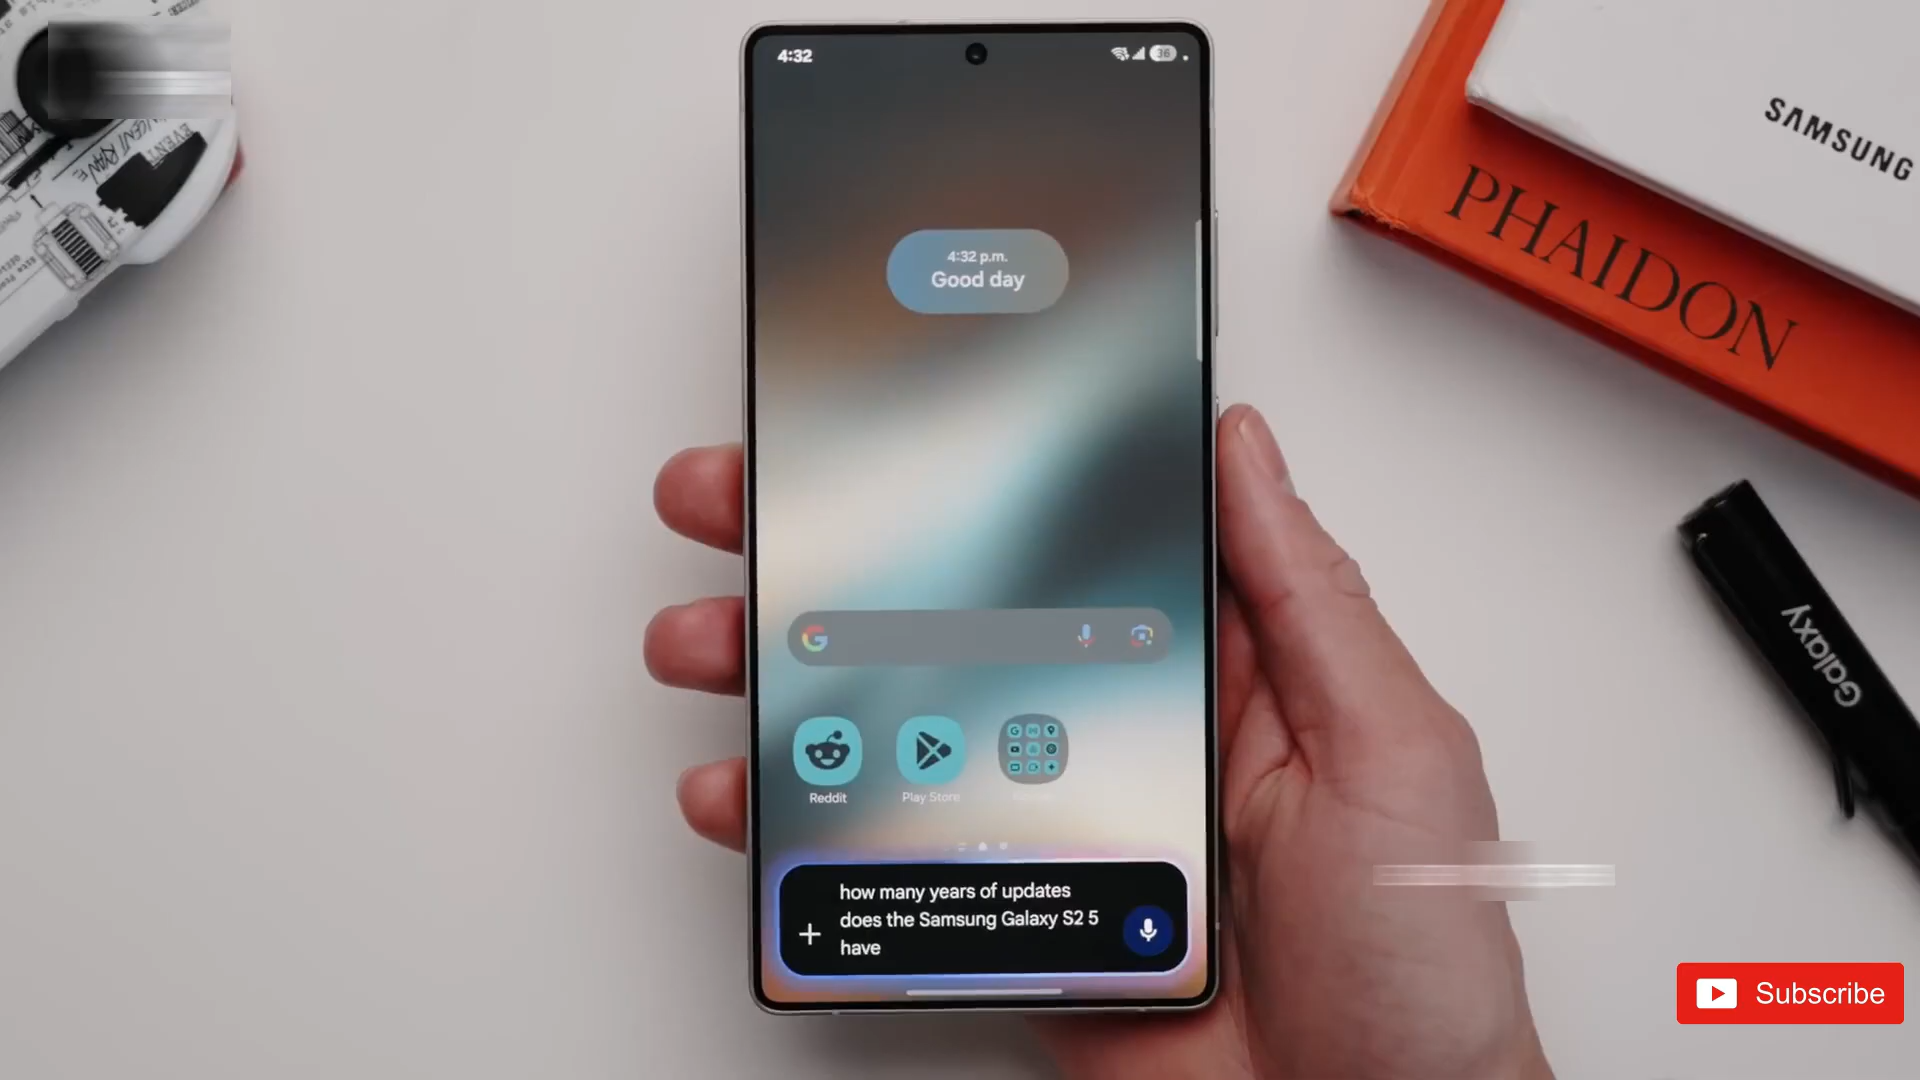 4:32
36
4:32 p.m.
Good day
Reddit
Play Store
how many years of updates
does the Samsung Galaxy S2 5
have
SAMSUNG
PHAIDON
Galaxy
Subscribe